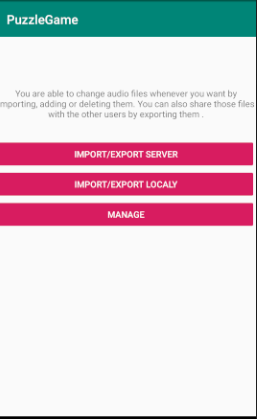 PuzzleGame
You are able to change audio files whenever you want by
mporting, adding or deleting them. You can also share those files
with the other users by exporting them .
IMPORT/EXPORT SERVER
IMPORT/EXPORT LOCALY
MANAGE